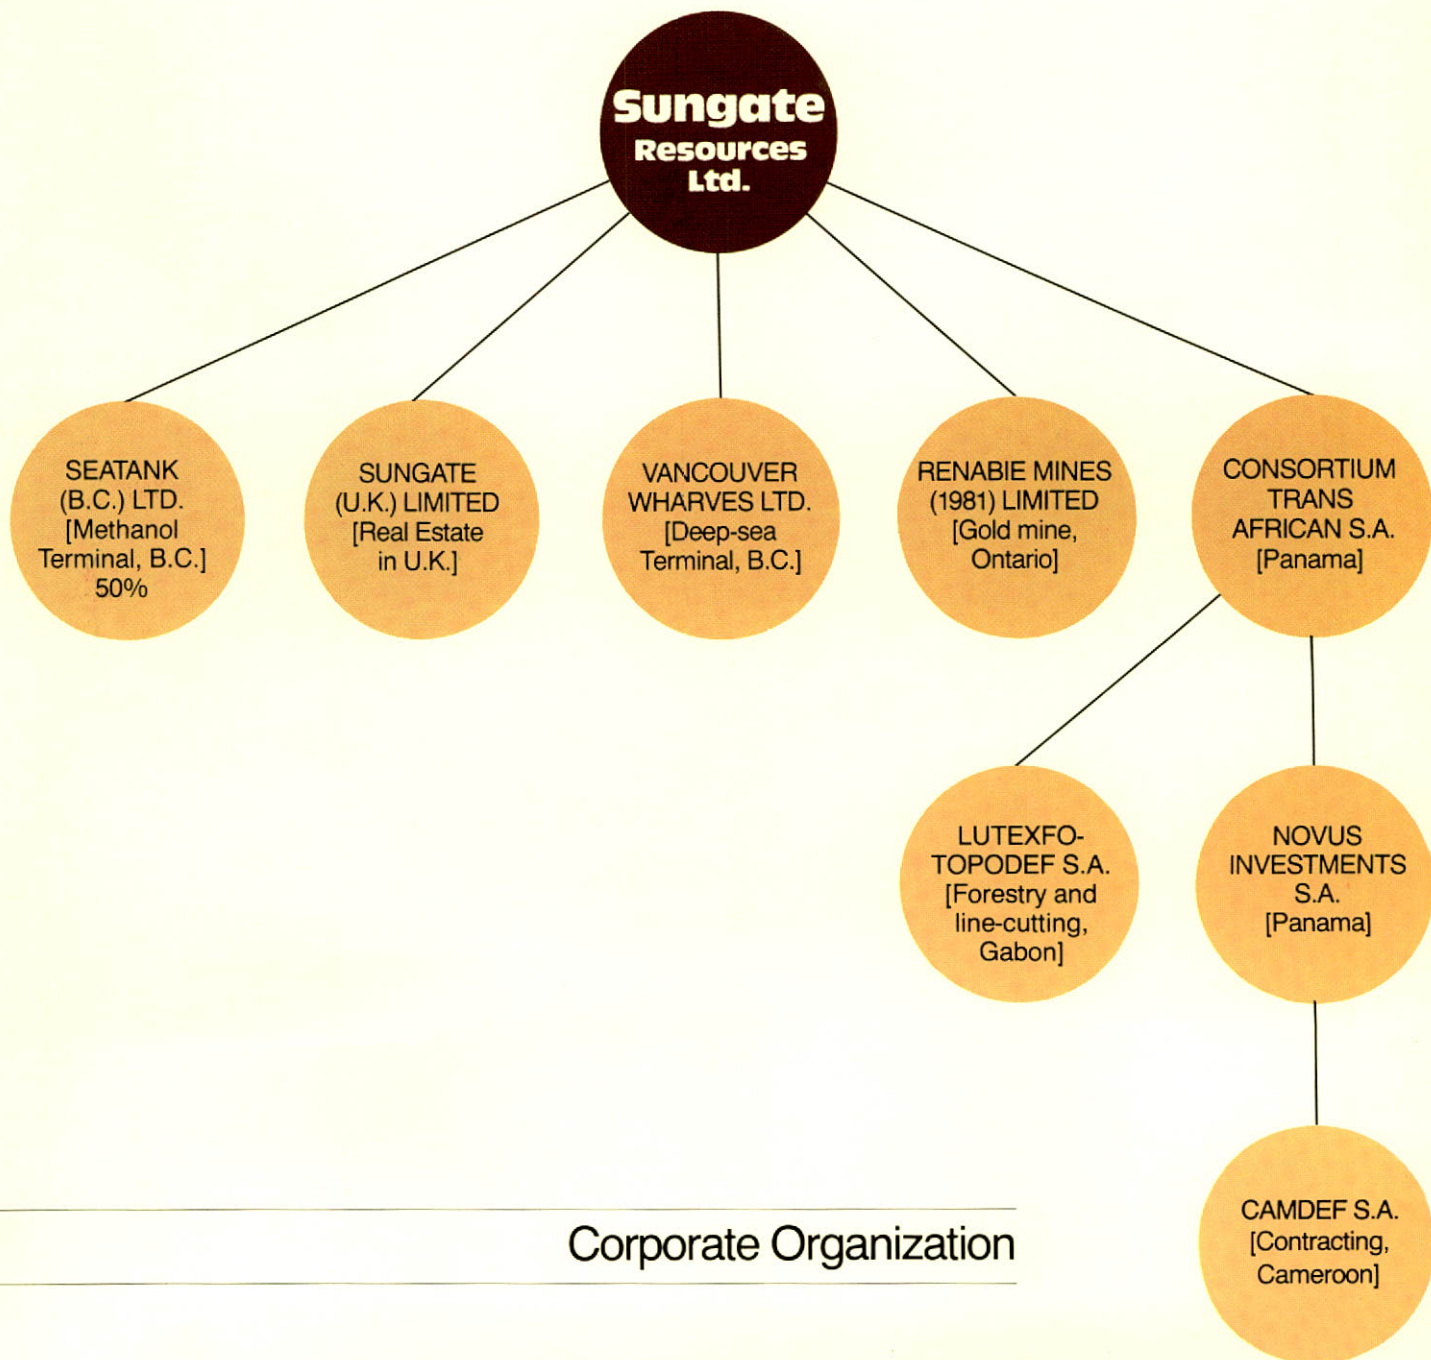 Sungate
Resources
Ltd.
SEATANK
(B.C.) LTD.
[Methanol
Terminal, B.C.]
50%
SUNGATE
(U.K.) LIMITED
[Real Estate
in U.K.]
VANCOUVER
WHARVES LTD.
[Deep-sea
Terminal, B.C.]
RENABIE MINES
(1981) LIMITED
[Gold mine,
Ontario]
CONSORTIUM
TRANS
AFRICAN S.A.
[Panama]
LUTEXFO-
TOPODEF S.A.
[Forestry and
line-cutting,
Gabon]
NOVUS
INVESTMENTS
S.A.
[Panama]
CAMDEF S.A.
[Contracting,
Cameroon]
Corporate Organization